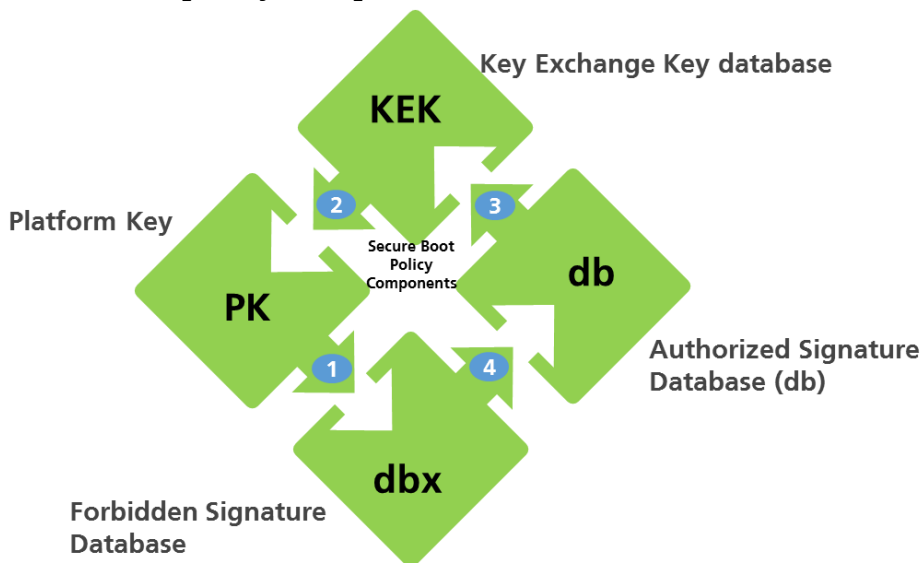 Key Exchange Key database
KEK
2
3
Platform Key
Secure Boot
Policy
Components
db
PK
Authorized Signature
Database (db)
1
4
dbx
Forbidden Signature
Database